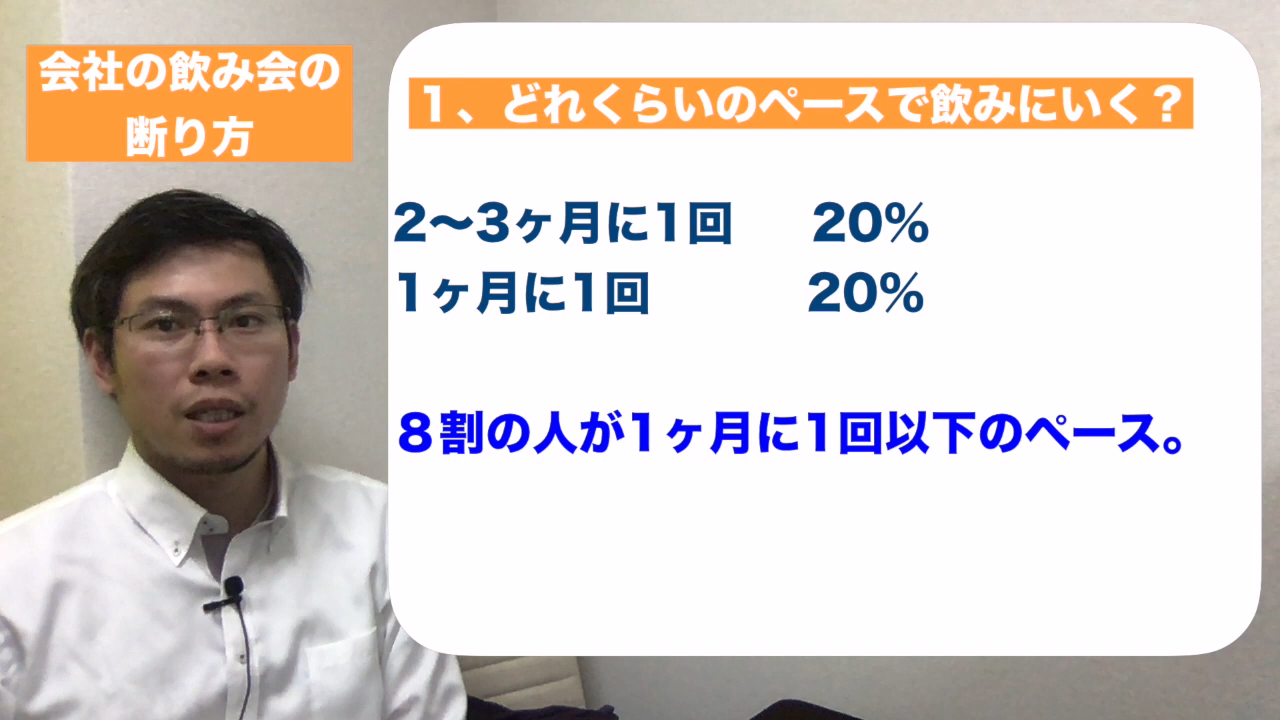 会社の飲み会の
断り方
１、どれくらいのペースで飲みにいく？
2〜3ヶ月に1回 20%
1ヶ月に1回 20%
８割の人が1ヶ月に1回以下のペース。